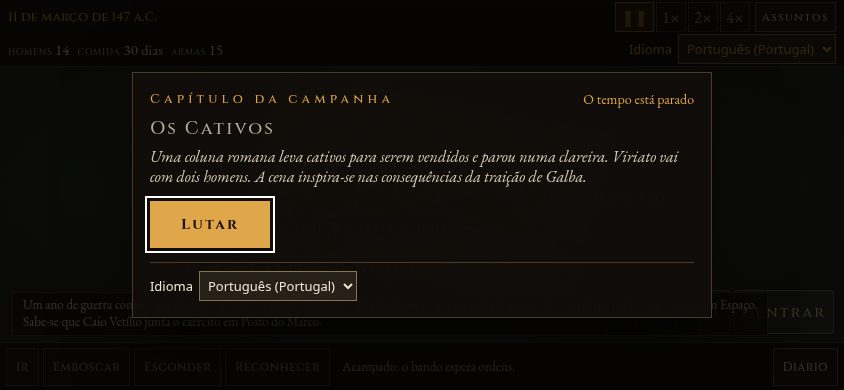 11 DE MARÇO DE 147 A.C.
❚❚ 1× 2× 4× ASSUNTOS
HOMENS 14 COMIDA 30 dias ARMAS 15
Idioma Português (Portugal)
CAPÍTULO DA CAMPANHA
O tempo está parado
OS CATIVOS
Uma coluna romana leva cativos para serem vendidos e parou numa clareira. Viriato vai
com dois homens. A cena inspira-se nas consequências da traição de Galba.
LUTAR
Idioma Português (Portugal)
Um ano de guerra
Espaço.
Sabe-se que Caio Vetílio junta o exército em Posto do Marco.
ENTRAR
IR EMBOSCAR ESCONDER RECONHECER Acampado: o bando espera ordens. DIÁRIO